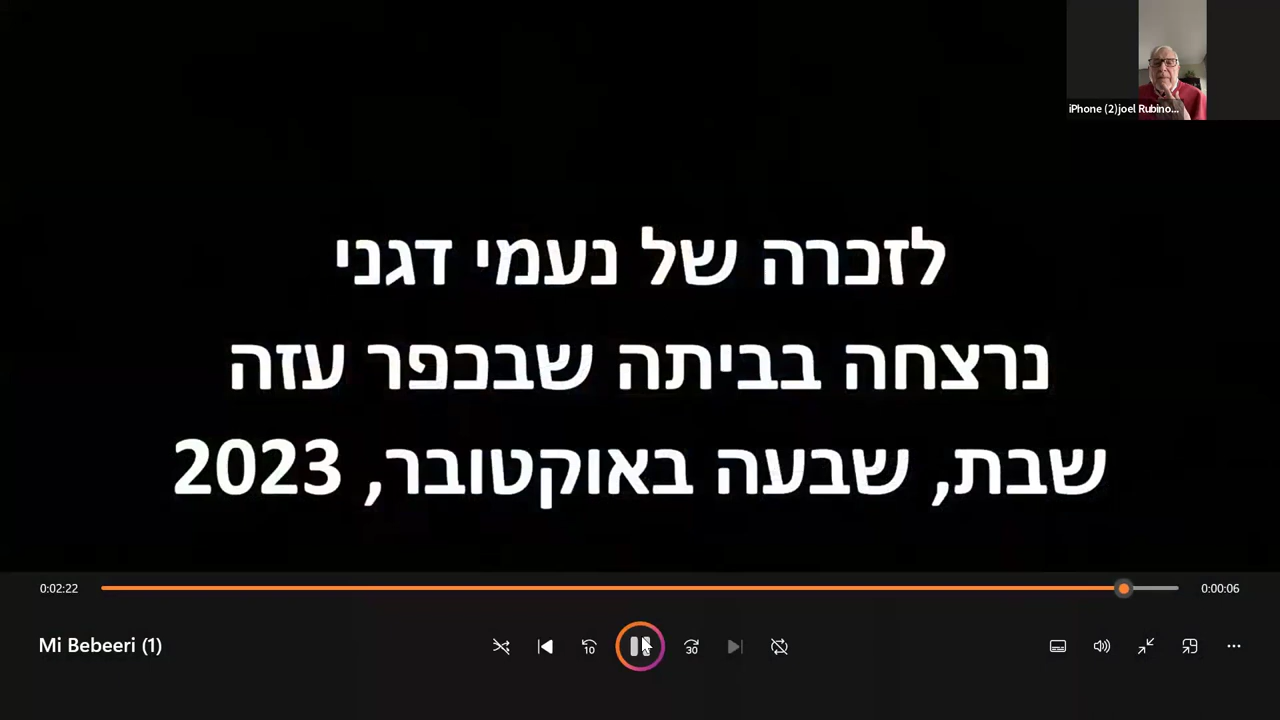 iPhone (2)joel Rubino...
לזכרה של נעמי דגני
נרצחה בביתה שבכפר עזה
שבת, שבעה באוקטובר, 2023
0:02:22
0:00:06
Mi Bebeeri (1)
10
30